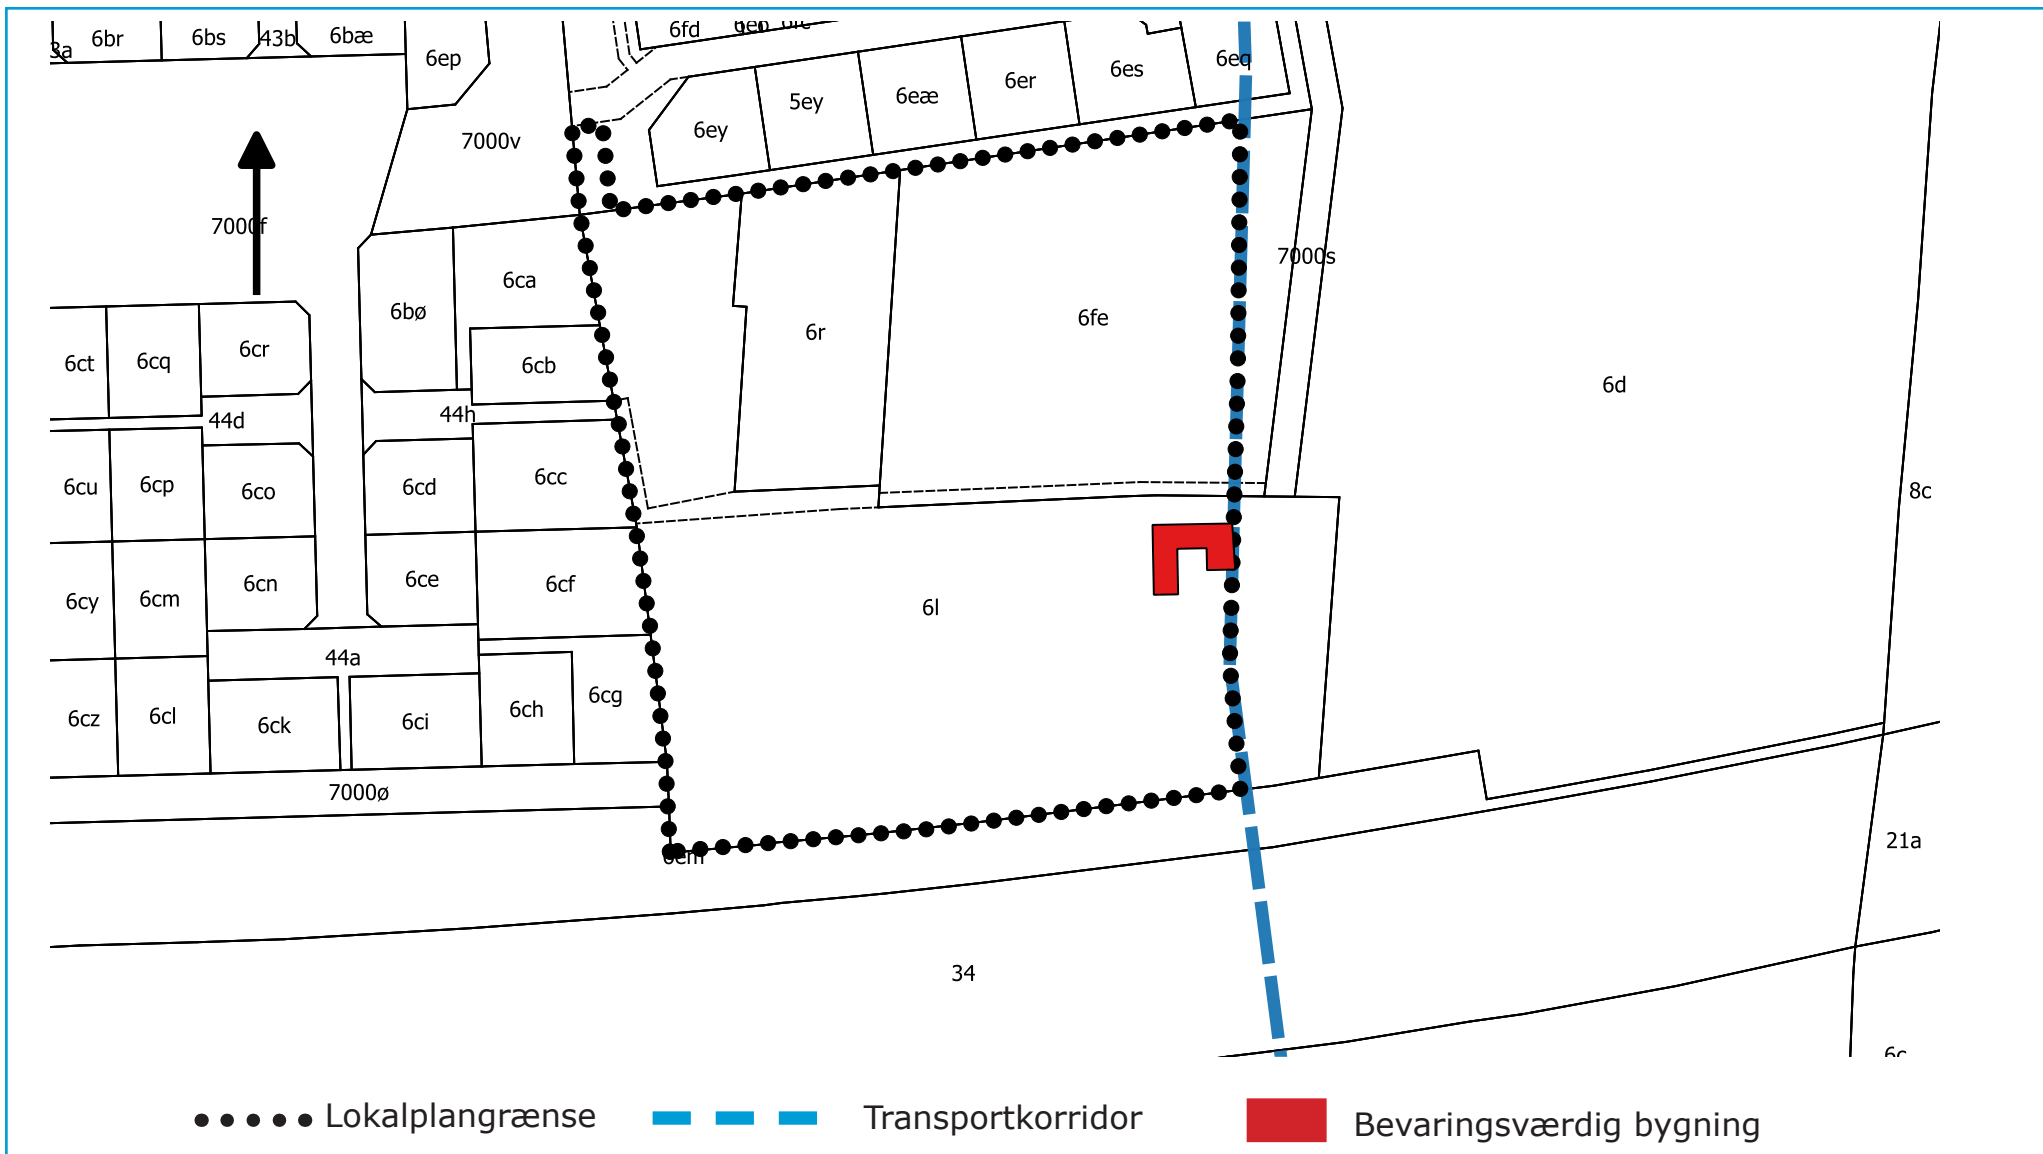 3a 6br 6bs 43b 6bæ 6ep 6fd 6eq
6ey 5ey 6eæ 6er 6es
7000v
7000f
7000s
6bø 6ca
6cb
6r 6fe 6d
6ct 6cq 6cr
44d 44h
6cu 6cp 6co 6cd 6cc 8c
6cy 6cm 6cn 6ce 6cf 6l
44a
6cz 6cl 6ck 6ci 6ch 6cg
7000ø
6em
21a
34
Lokalplangrænse Transportkorridor Bevaringsværdig bygning